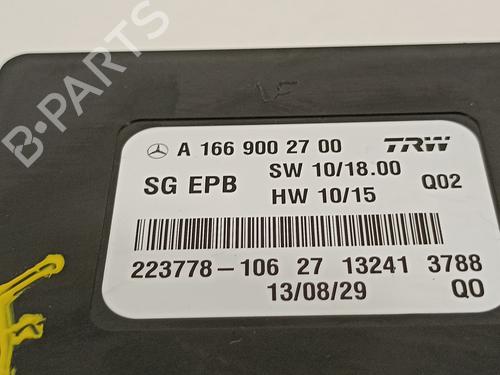 B-PARTS
A 166 900 27 00 TRW
SG EPB SW 10/18.00 Q02
HW 10/15
223778-106 27 13241 3788
13/08/29 QO